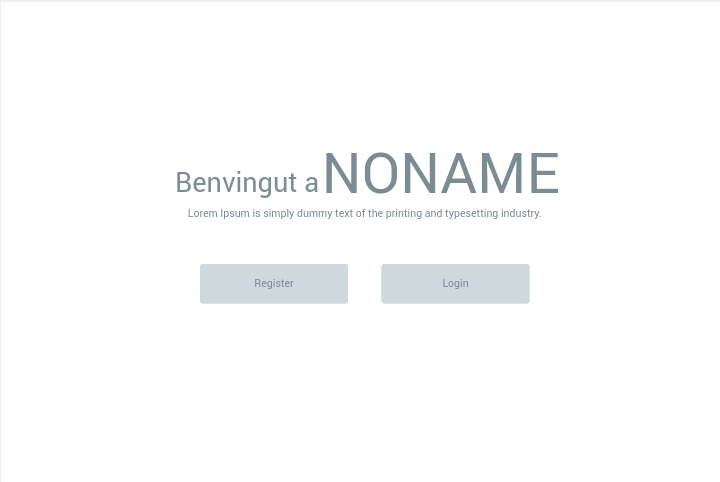 Benvingut a NONAME
Lorem Ipsum is simply dummy text of the printing and typesetting industry.
Register
Login